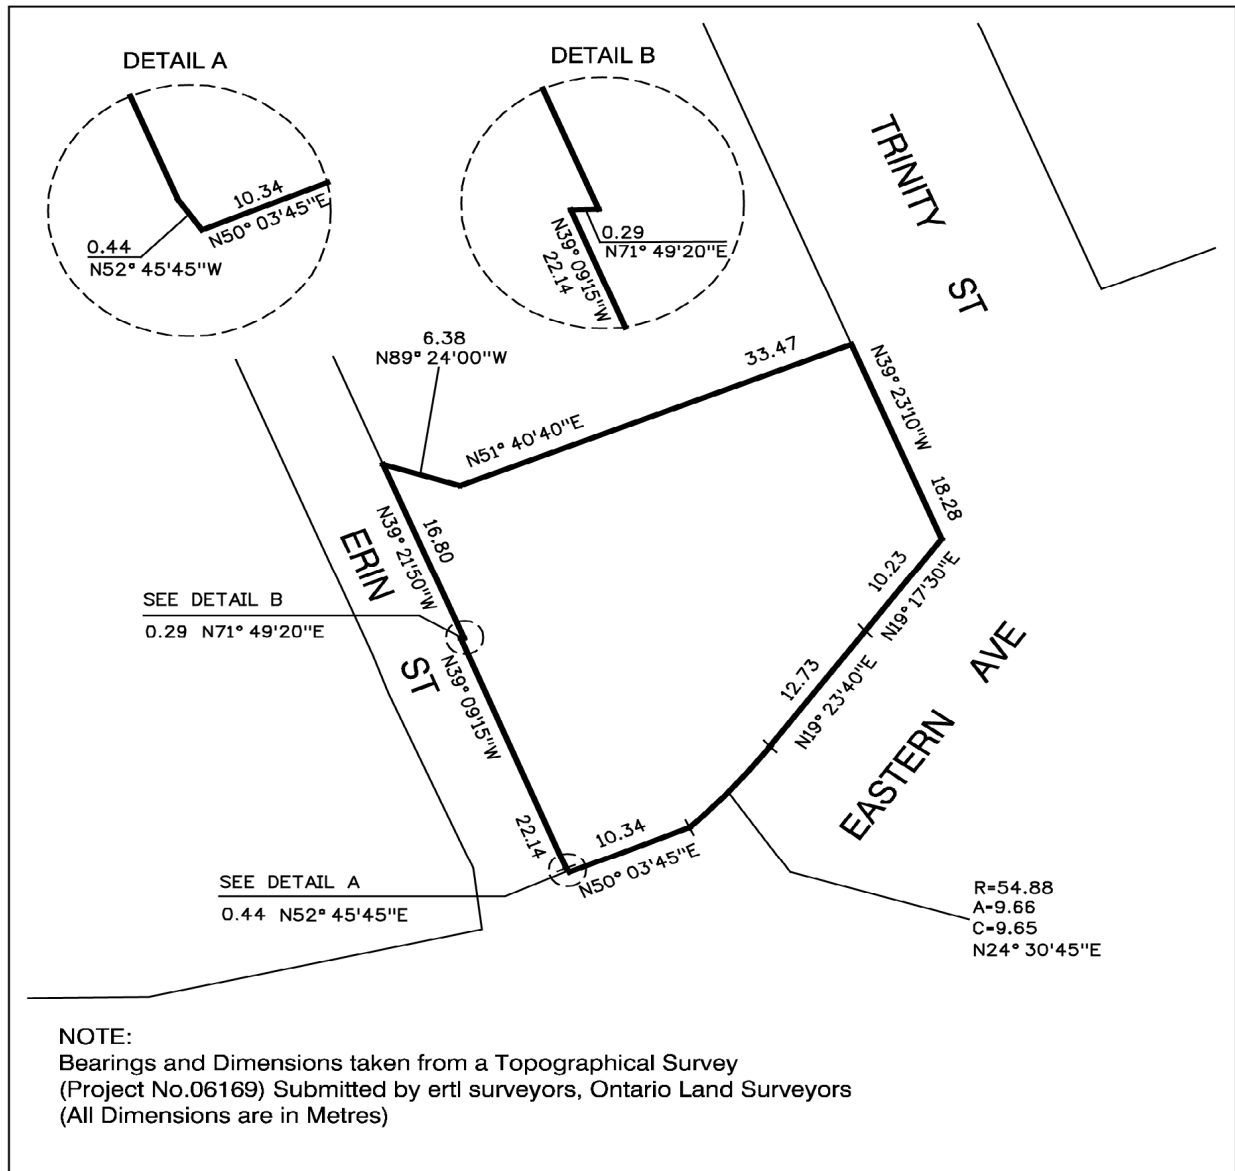 DETAIL A
10.34
N50° 03'45"E
0.44
N52° 45'45"W
DETAIL B
N39° 09'15"W
22.14
0.29
N71° 49'20"E
TRINITY ST
6.38
N89° 24'00"W
33.47
N51° 40'40"E
N39° 23'10"W
18.28
16.80
N39° 21'50"W
ERIN ST
SEE DETAIL B
0.29 N71° 49'20"E
N39° 09'15"W
22.14
10.23
N19° 17'30"E
12.73
N19° 23'40"E
EASTERN AVE
10.34
N50° 03'45"E
SEE DETAIL A
0.44 N52° 45'45"E
R=54.88
A=9.66
C=9.65
N24° 30'45"E
NOTE:
Bearings and Dimensions taken from a Topographical Survey
(Project No.06169) Submitted by ertl surveyors, Ontario Land Surveyors
(All Dimensions are in Metres)